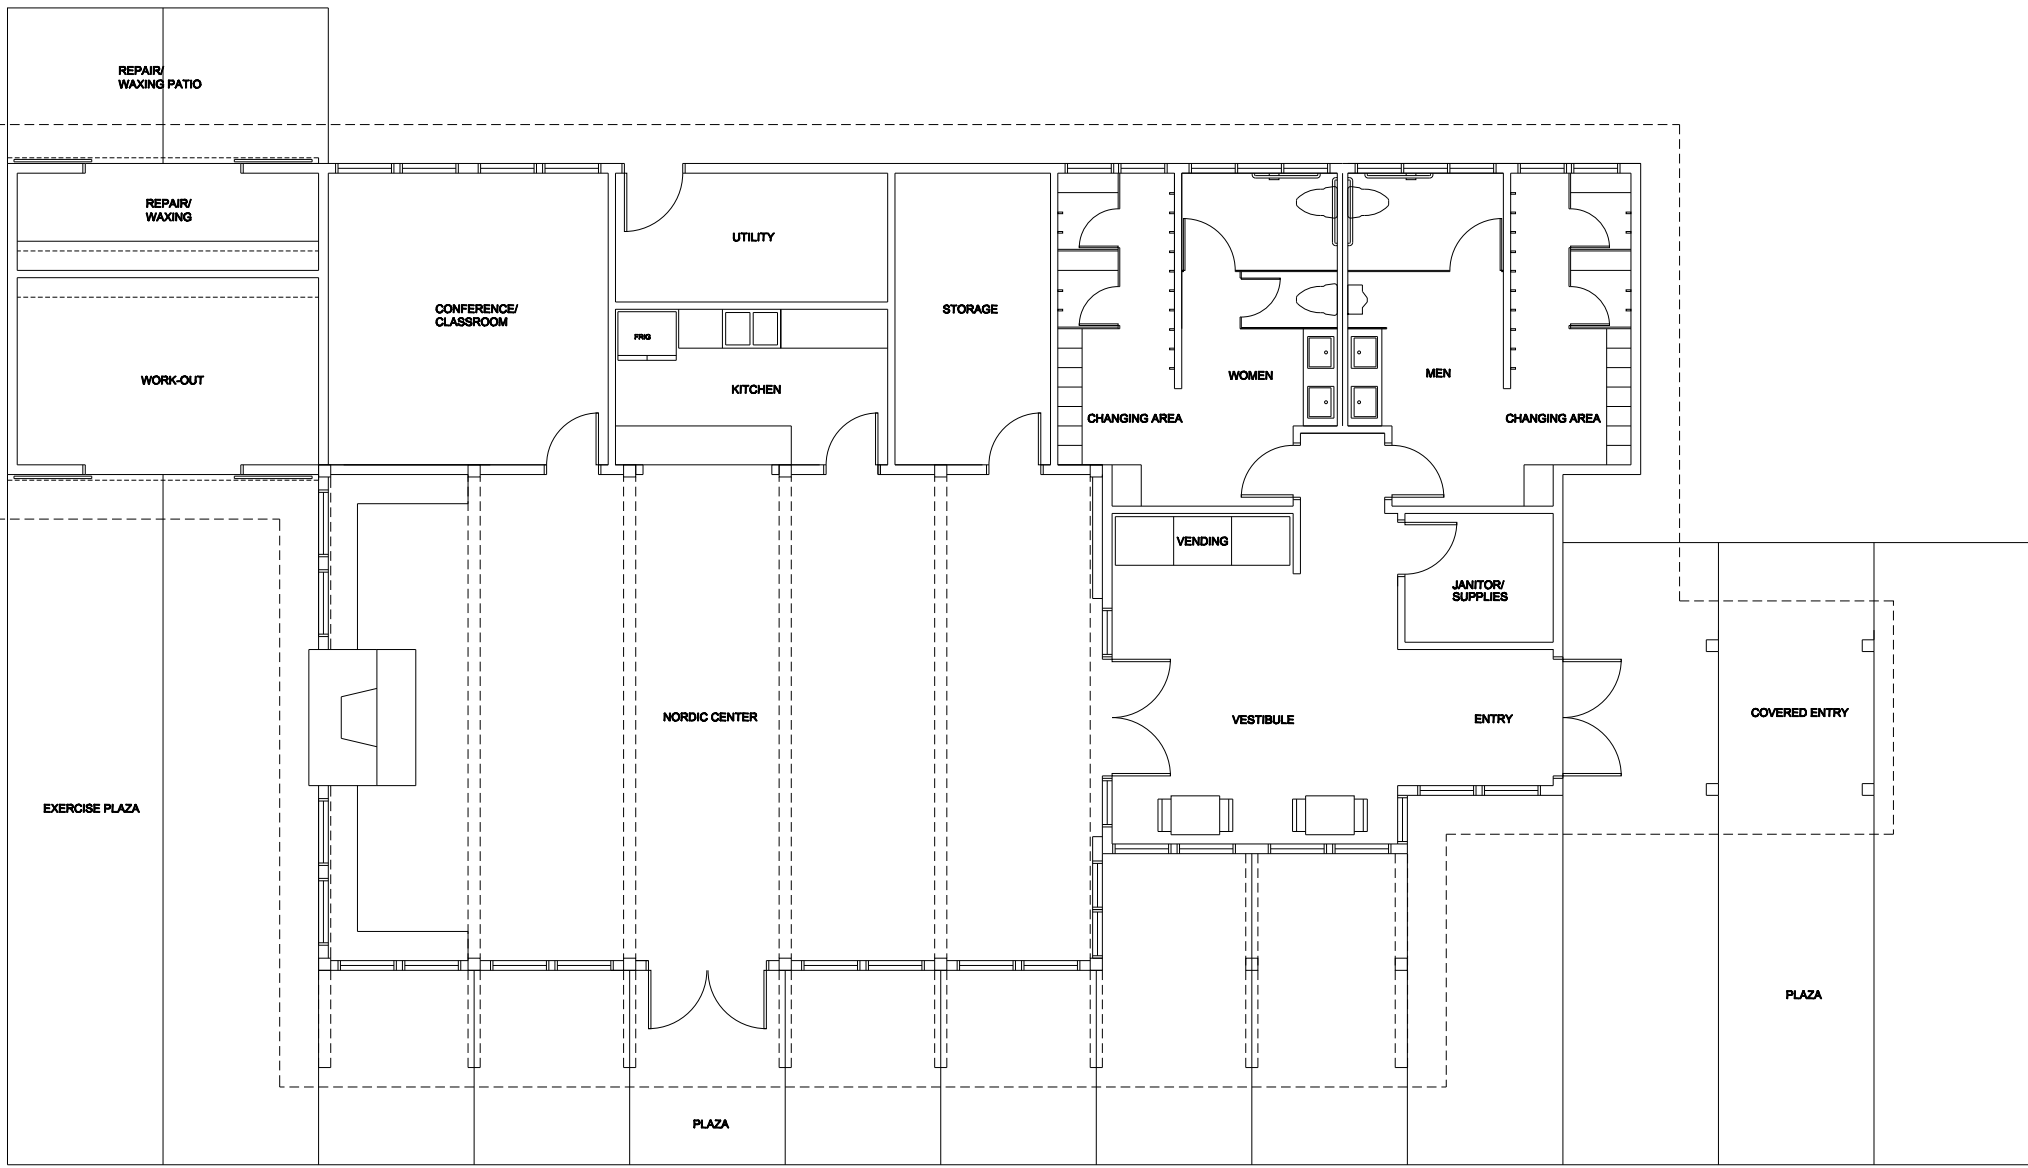 REPAIR/
WAXING PATIO
REPAIR/
WAXING
UTILITY
CONFERENCE/
CLASSROOM
STORAGE
FRIG
WORK-OUT
KITCHEN
WOMEN
MEN
CHANGING AREA
CHANGING AREA
VENDING
JANITOR/
SUPPLIES
NORDIC CENTER
VESTIBULE
ENTRY
COVERED ENTRY
EXERCISE PLAZA
PLAZA
PLAZA